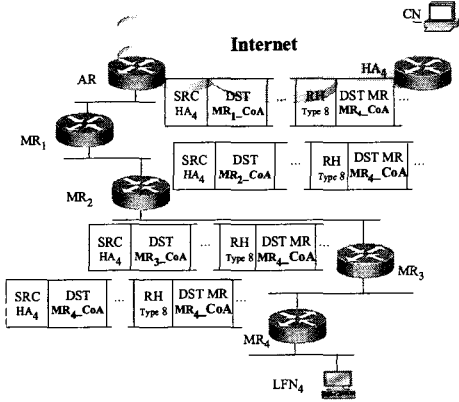 CN
Internet
AR
HA4
SRC DST ... RH DST MR ...
HA4 MR1_CoA Type 8 MR4_CoA
MR1
SRC DST ... RH DST MR ...
HA4 MR2_CoA Type 8 MR4_CoA
MR2
SRC DST ... RH DST MR ...
HA4 MR3_CoA Type 8 MR4_CoA
MR3
SRC DST ... RH DST MR ...
HA4 MR4_CoA Type 8 MR4_CoA
MR4
LFN4